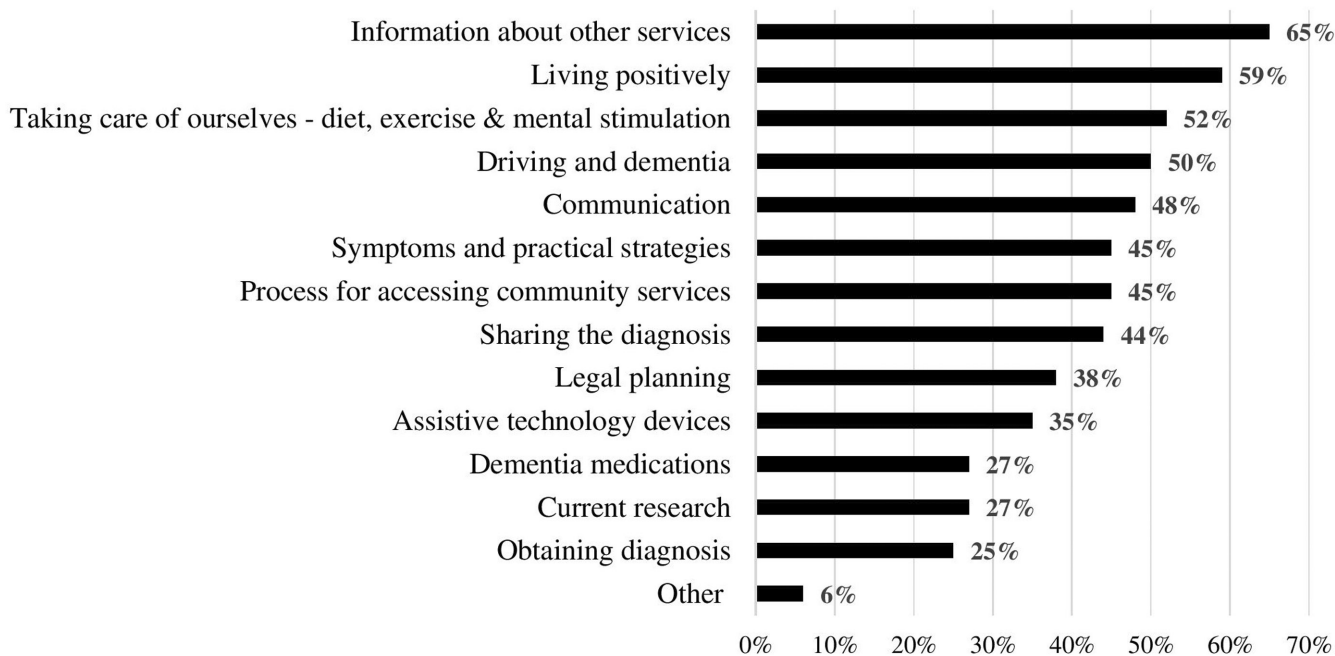 Information about other services 65%
Living positively 59%
Taking care of ourselves - diet, exercise & mental stimulation 52%
Driving and dementia 50%
Communication 48%
Symptoms and practical strategies 45%
Process for accessing community services 45%
Sharing the diagnosis 44%
Legal planning 38%
Assistive technology devices 35%
Dementia medications 27%
Current research 27%
Obtaining diagnosis 25%
Other 6%
0% 10% 20% 30% 40% 50% 60% 70%